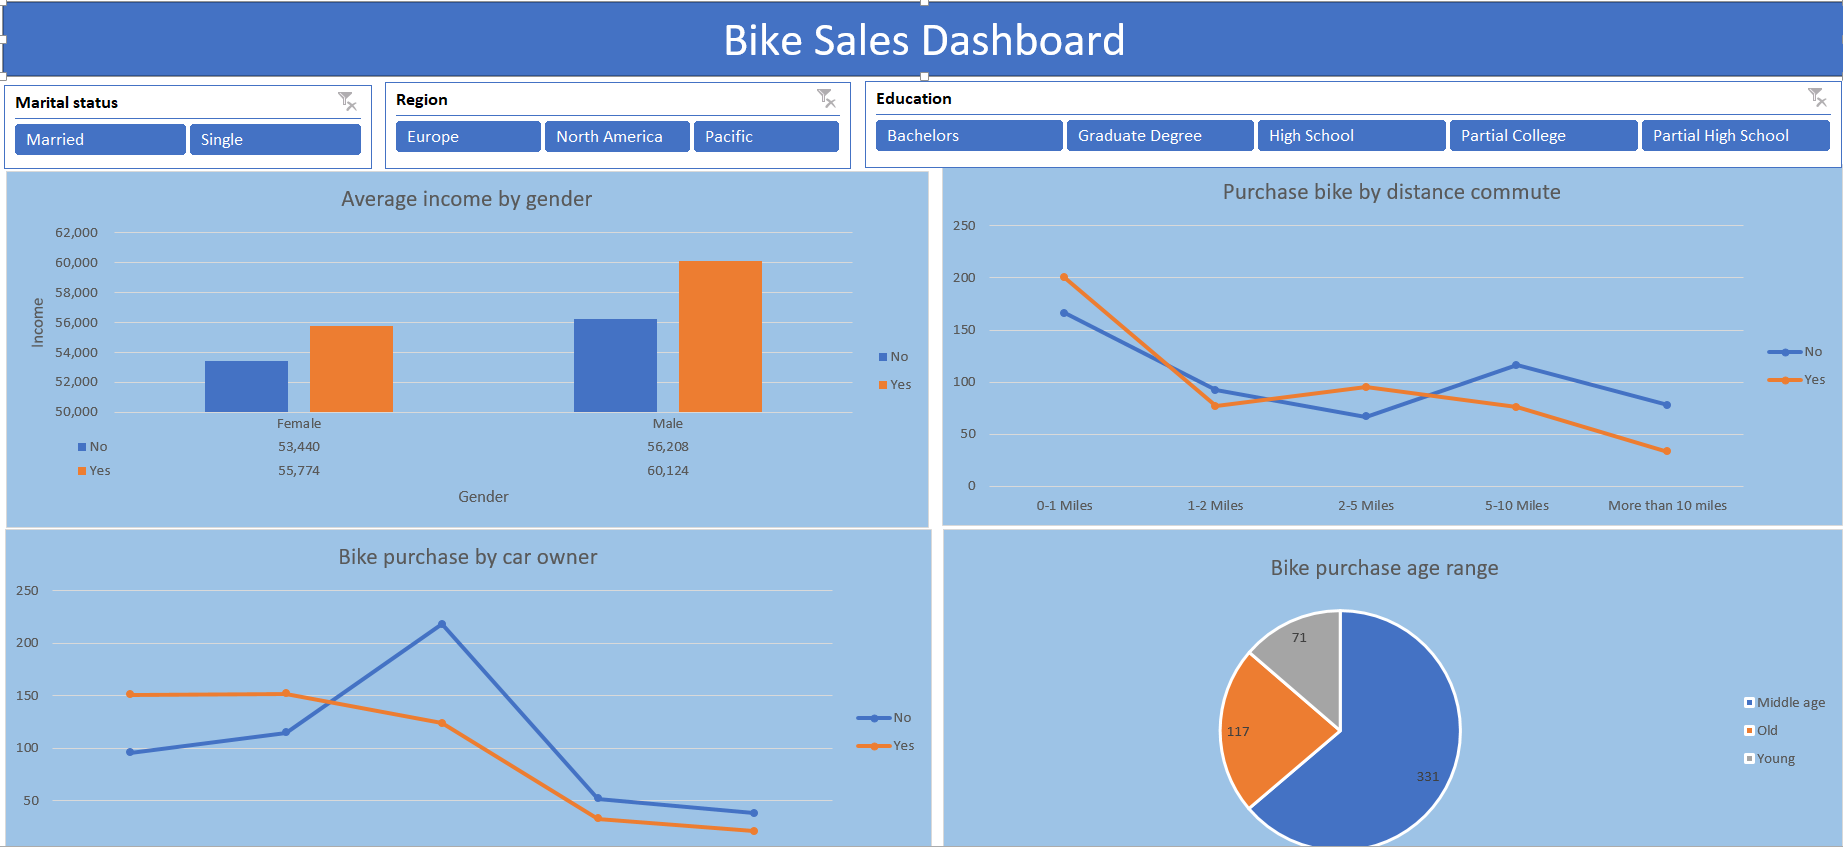 Bike Sales Dashboard
Marital status
Married
Single
Region
Europe
North America
Pacific
Education
Bachelors
Graduate Degree
High School
Partial College
Partial High School
Average income by gender
62,000
60,000
58,000
56,000
54,000
52,000
50,000
Income
Female
Male
No
53,440
56,208
Yes
55,774
60,124
Gender
No
Yes
Purchase bike by distance commute
250
200
150
100
50
0
0-1 Miles
1-2 Miles
2-5 Miles
5-10 Miles
More than 10 miles
No
Yes
Bike purchase by car owner
250
200
150
100
50
No
Yes
Bike purchase age range
71
117
331
Middle age
Old
Young